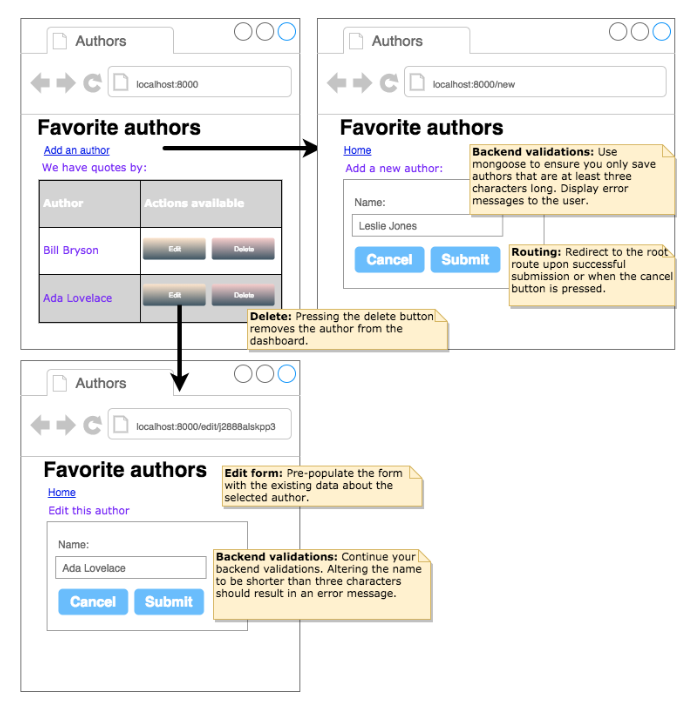 Authors
localhost:8000
Favorite authors
Add an author
We have quotes by:
Author Actions available
Bill Bryson Edit Delete
Ada Lovelace Edit Delete
Delete: Pressing the delete button
removes the author from the
dashboard.
Authors
localhost:8000/new
Favorite authors
Home
Add a new author:
Name:
Leslie Jones
Cancel Submit
Backend validations: Use
mongoose to ensure you only save
authors that are at least three
characters long. Display error
messages to the user.
Routing: Redirect to the root
route upon successful
submission or when the cancel
button is pressed.
Authors
localhost:8000/edit/j2888alskpp3
Favorite authors
Home
Edit this author
Name:
Ada Lovelace
Cancel Submit
Edit form: Pre-populate the form
with the existing data about the
selected author.
Backend validations: Continue your
backend validations. Altering the name
to be shorter than three characters
should result in an error message.